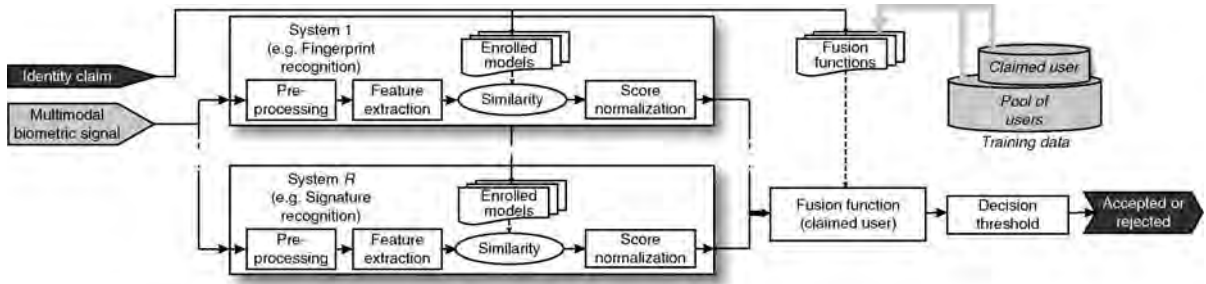 System 1
(e.g. Fingerprint
recognition)
Enrolled
models
Fusion
functions
Claimed user
Identity claim
Pre-
processing
Feature
extraction
Similarity
Score
normalization
Multimodal
biometric signal
Pool of
users
Training data
System R
(e.g. Signature
recognition)
Enrolled
models
Fusion function
(claimed user)
Decision
threshold
Accepted or
rejected
Pre-
processing
Feature
extraction
Similarity
Score
normalization